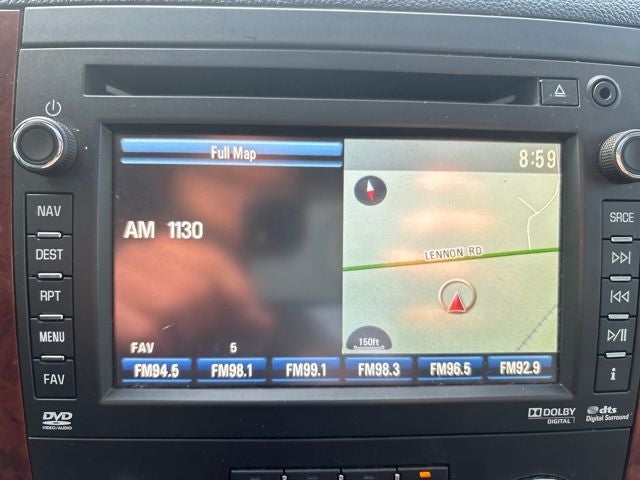 Full Map
8:59
NAV
DEST
RPT
MENU
FAV
AM 1130
LENNON RD
150ft
FAV 5
FM94.5 FM98.1 FM99.1 FM98.3 FM96.5 FM92.9
SRCE
i
DVD
VIDEO/AUDIO
DOLBY
DIGITAL
dts
Digital Surround